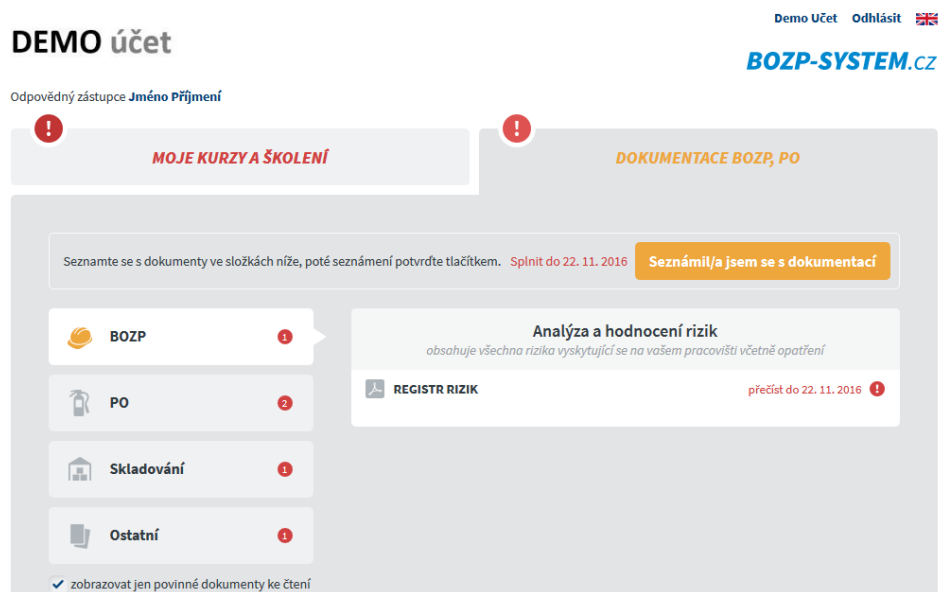 Demo Učet Odhlásit
DEMO účet
BOZP-SYSTEM.CZ
Odpovědný zástupce Jméno Příjmení
! !
MOJE KURZY A ŠKOLENÍ
DOKUMENTACE BOZP, PO
Seznamte se s dokumenty ve složkách níže, poté seznámení potvrďte tlačítkem. Splnit do 22. 11. 2016 Seznámil/a jsem se s dokumentací
BOZP 1
PO 2
Skladování 1
Ostatní 1
zobrazovat jen povinné dokumenty ke čtení
Analýza a hodnocení rizik
obsahuje všechna rizika vyskytující se na vašem pracovišti včetně opatření
REGISTR RIZIK přečíst do 22. 11. 2016 !